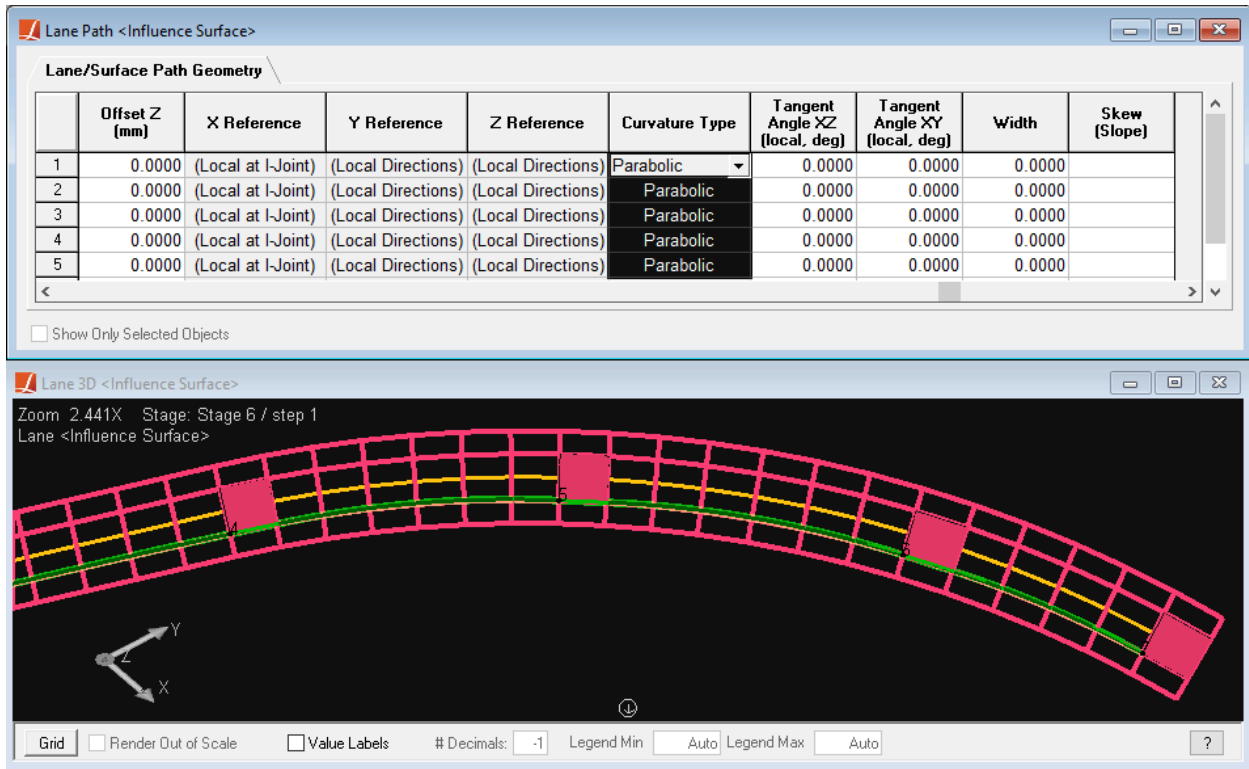 Lane Path <Influence Surface>
Lane/Surface Path Geometry
Offset Z (mm) X Reference Y Reference Z Reference Curvature Type Tangent Angle XZ (local, deg) Tangent Angle XY (local, deg) Width Skew (Slope)
1 0.0000 (Local at I-Joint) (Local Directions) (Local Directions) Parabolic 0.0000 0.0000 0.0000
2 0.0000 (Local at I-Joint) (Local Directions) (Local Directions) Parabolic 0.0000 0.0000 0.0000
3 0.0000 (Local at I-Joint) (Local Directions) (Local Directions) Parabolic 0.0000 0.0000 0.0000
4 0.0000 (Local at I-Joint) (Local Directions) (Local Directions) Parabolic 0.0000 0.0000 0.0000
5 0.0000 (Local at I-Joint) (Local Directions) (Local Directions) Parabolic 0.0000 0.0000 0.0000
Show Only Selected Objects
Lane 3D <Influence Surface>
Zoom 2.441X Stage: Stage 6 / step 1
Lane <Influence Surface>
5
4
6
Y
Z
X
Grid Render Out of Scale Value Labels # Decimals: -1 Legend Min Auto Legend Max Auto ?